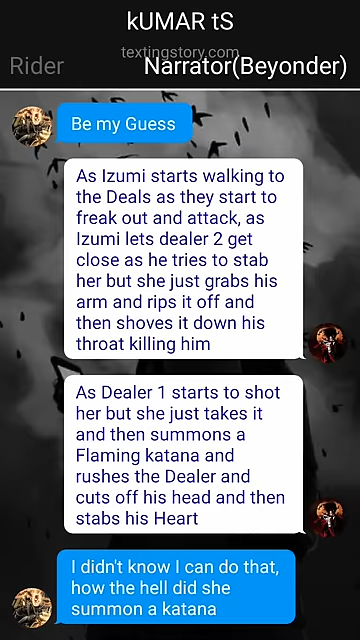 kUMAR tS
textingstory.com
Rider
Narrator(Beyonder)
Be my Guess
As Izumi starts walking to
the Deals as they start to
freak out and attack, as
Izumi lets dealer 2 get
close as he tries to stab
her but she just grabs his
arm and rips it off and
then shoves it down his
throat killing him
As Dealer 1 starts to shot
her but she just takes it
and then summons a
Flaming katana and
rushes the Dealer and
cuts off his head and then
stabs his Heart
I didn't know I can do that,
how the hell did she
summon a katana